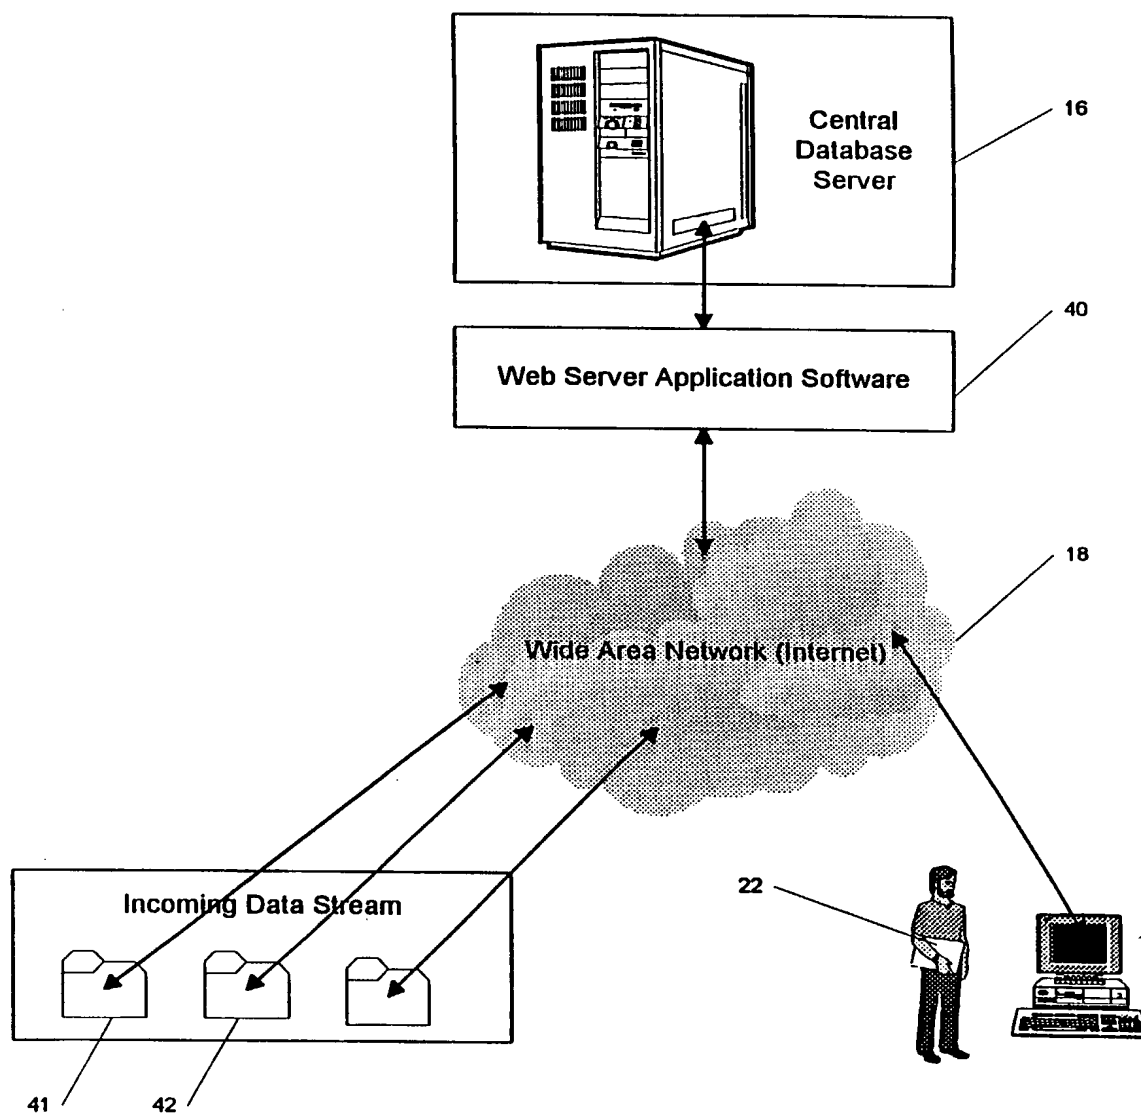 Central
Database
Server
16
40
Web Server Application Software
18
Wide Area Network (Internet)
22
Incoming Data Stream
41
42